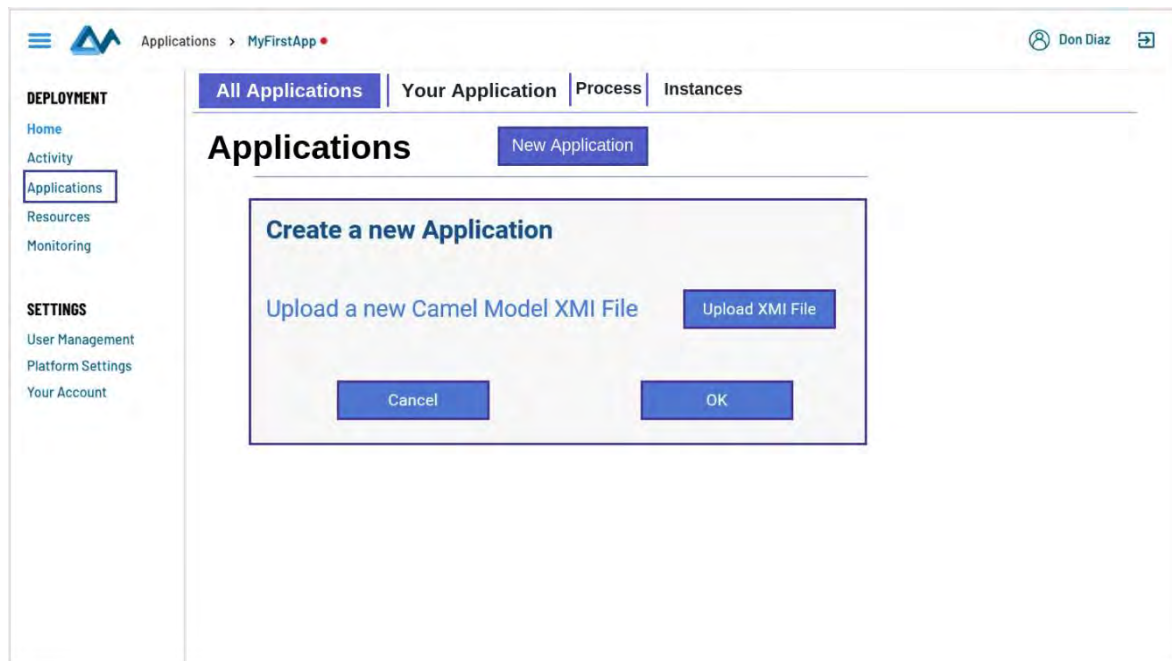 Applications > MyFirstApp
Don Diaz
DEPLOYMENT
Home
Activity
Applications
Resources
Monitoring
SETTINGS
User Management
Platform Settings
Your Account
All Applications Your Application Process Instances
Applications
New Application
Create a new Application
Upload a new Camel Model XMI File
Upload XMI File
Cancel
OK